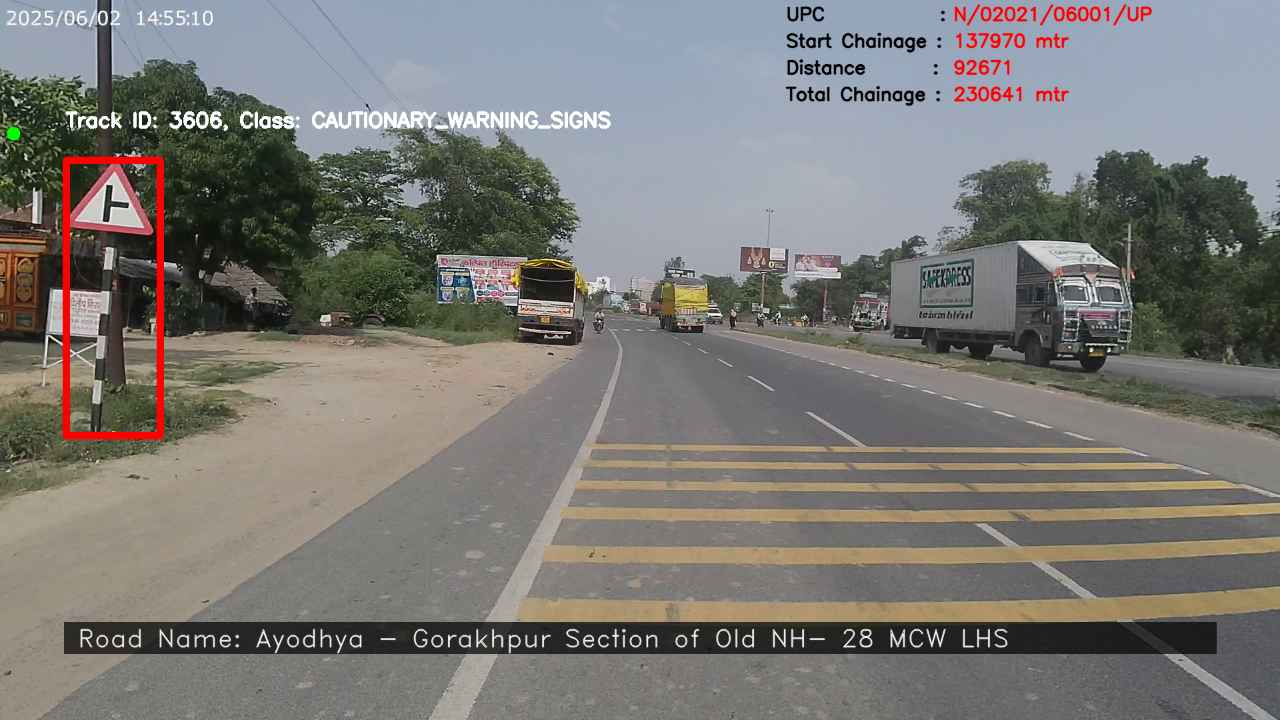 2025/06/02 14:55:10
UPC : N/02021/06001/UP
Start Chainage : 137970 mtr
Distance : 92671
Total Chainage : 230641 mtr
Track ID: 3606, Class: CAUTIONARY_WARNING_SIGNS
SAFEXPRESS
Road Name: Ayodhya - Gorakhpur Section of Old NH- 28 MCW LHS